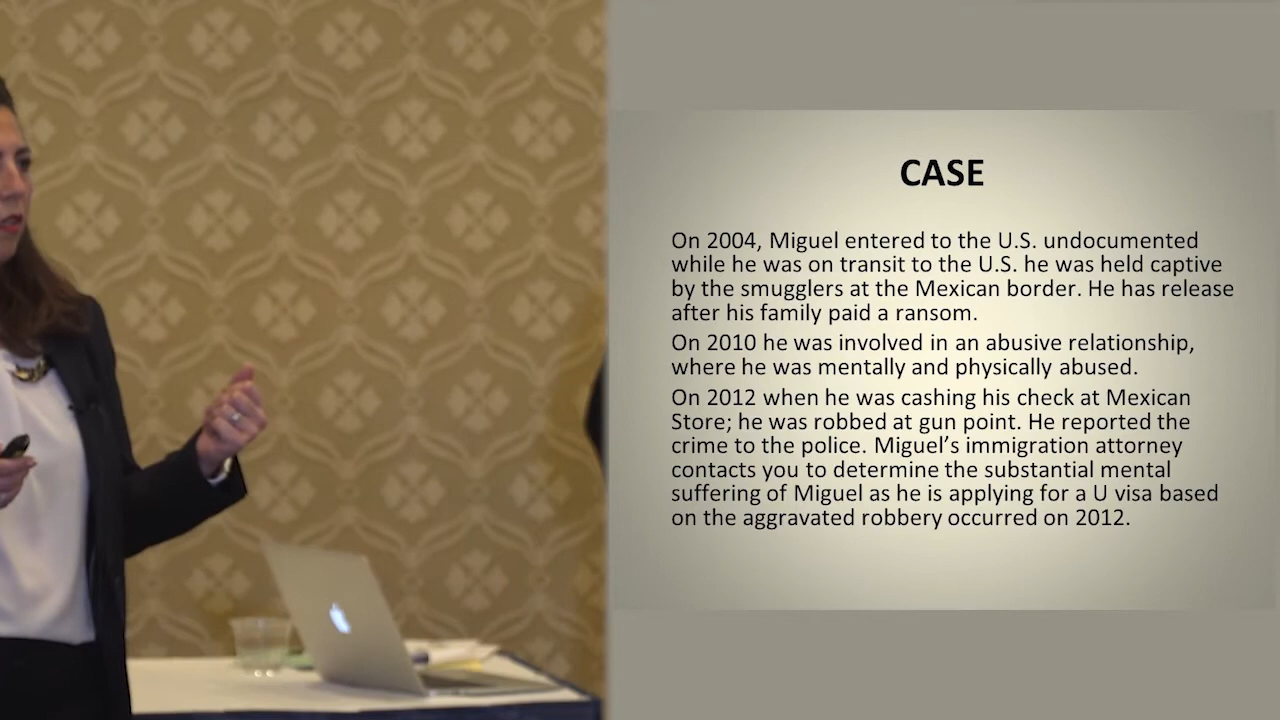 CASE
On 2004, Miguel entered to the U.S. undocumented
while he was on transit to the U.S. he was held captive
by the smugglers at the Mexican border. He has release
after his family paid a ransom.
On 2010 he was involved in an abusive relationship,
where he was mentally and physically abused.
On 2012 when he was cashing his check at Mexican
Store; he was robbed at gun point. He reported the
crime to the police. Miguel’s immigration attorney
contacts you to determine the substantial mental
suffering of Miguel as he is applying for a U visa based
on the aggravated robbery occurred on 2012.